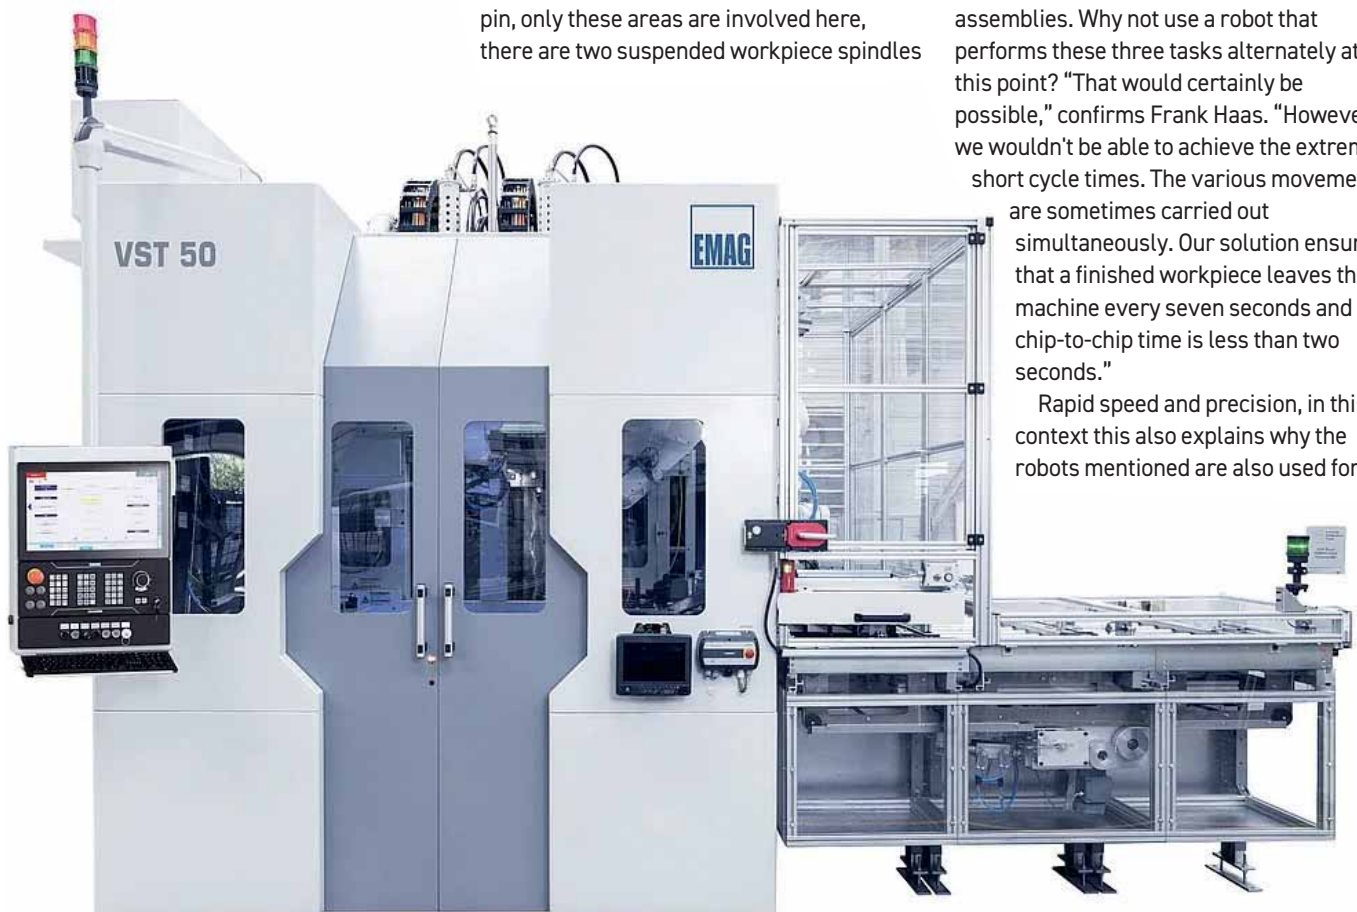 pin, only these areas are involved here,
there are two suspended workpiece spindles
assemblies. Why not use a robot that
performs these three tasks alternately at
this point? “That would certainly be
possible,” confirms Frank Haas. “Howeve
we wouldn't be able to achieve the extrem
short cycle times. The various moveme
are sometimes carried out
simultaneously. Our solution ensur
that a finished workpiece leaves th
machine every seven seconds and
chip-to-chip time is less than two
seconds.”
Rapid speed and precision, in thi
context this also explains why the
robots mentioned are also used for
VST 50
EMAG